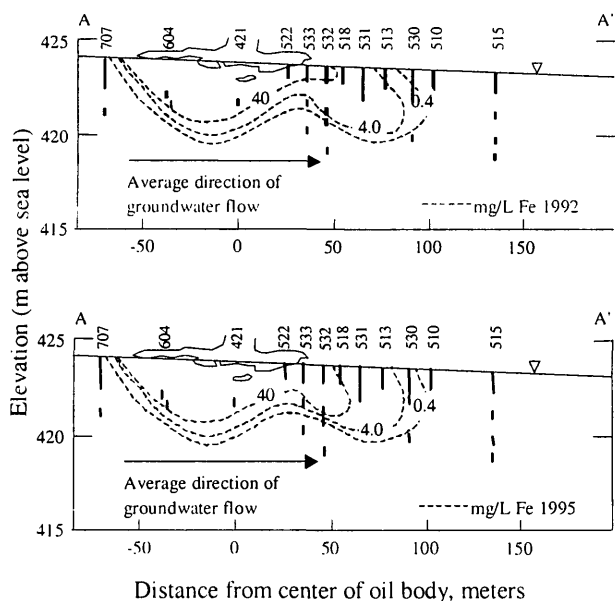 A A'
707 604 421 522 533 532 518 531 513 530 510 515
425
40
0.4
420
4.0
Average direction of
groundwater flow
mg/L Fe 1992
415
-50 0 50 100 150
Elevation (m above sea level)
A A'
707 604 421 522 533 532 518 531 513 530 510 515
425
40
0.4
4.0
420
Average direction of
groundwater flow
mg/L Fe 1995
415
-50 0 50 100 150
Distance from center of oil body, meters